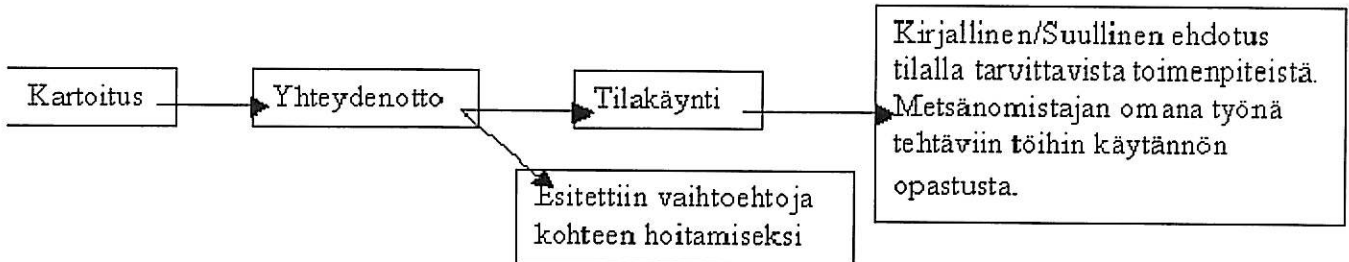 Kartoitus
Yhteydenotto
Tilakäynti
Kirjallinen/Suullinen ehdotus
tilalla tarvittavista toimenpiteistä.
Metsänomistajan omana työnä
tehtäviin töihin käytännön
opastusta.
Esitettiin vaihtoehtoja
kohteen hoitamiseksi